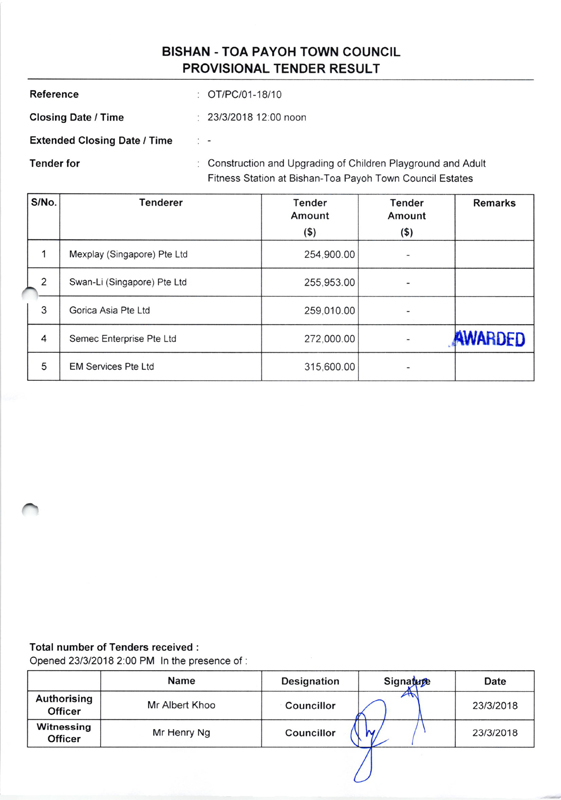 BISHAN - TOA PAYOH TOWN COUNCIL
PROVISIONAL TENDER RESULT
Reference : OT/PC/01-18/10
Closing Date / Time : 23/3/2018 12:00 noon
Extended Closing Date / Time : -
Tender for : Construction and Upgrading of Children Playground and Adult
Fitness Station at Bishan-Toa Payoh Town Council Estates
S/No. Tenderer Tender Amount ($) Tender Amount ($) Remarks
1 Mexplay (Singapore) Pte Ltd 254,900.00 -
2 Swan-Li (Singapore) Pte Ltd 255,953.00 -
3 Gorica Asia Pte Ltd 259,010.00 -
4 Semec Enterprise Pte Ltd 272,000.00 - AWARDED
5 EM Services Pte Ltd 315,600.00 -
Total number of Tenders received :
Opened 23/3/2018 2:00 PM In the presence of :
Name Designation Signature Date
Authorising Officer Mr Albert Khoo Councillor 23/3/2018
Witnessing Officer Mr Henry Ng Councillor 23/3/2018